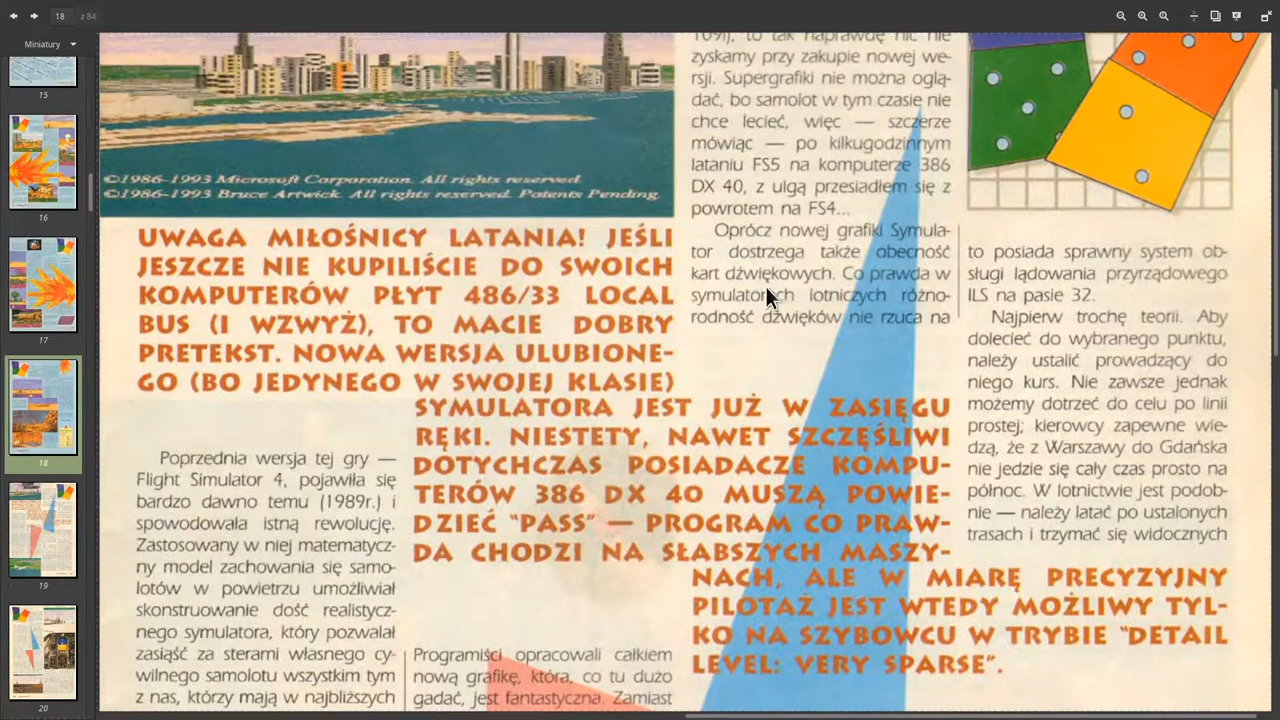 18
z 84
Miniatury
15
16
17
18
19
20
©1986-1993 Microsoft Corporation. All rights reserved.
©1986-1993 Bruce Artwick. All rights reserved. Patents Pending.
UWAGA MIŁOŚNICY LATANIA! JEŚLI
JESZCZE NIE KUPILIŚCIE DO SWOICH
KOMPUTERÓW PŁYT 486/33 LOCAL
BUS (I WZWYŻ), TO MACIE DOBRY
PRETEKST. NOWA WERSJA ULUBIONE-
GO (BO JEDYNEGO W SWOJEJ KLASIE)
SYMULATORA JEST JUŻ W ZASIĘGU
RĘKI. NIESTETY, NAWET SZCZĘŚLIWI
DOTYCHCZAS POSIADACZE KOMPU-
TERÓW 386 DX 40 MUSZĄ POWIE-
DZIEĆ “PASS” — PROGRAM CO PRAW-
DA CHODZI NA SŁABSZYCH MASZY-
NACH, ALE W MIARĘ PRECYZYJNY
PILOTAŻ JEST WTEDY MOŻLIWY TYL-
KO NA SZYBOWCU W TRYBIE “DETAIL
LEVEL: VERY SPARSE”.
Poprzednia wersja tej gry —
Flight Simulator 4, pojawiła się
bardzo dawno temu (1989r.) i
spowodowała istną rewolucję.
Zastosowany w niej matematycz-
ny model zachowania się samo-
lotów w powietrzu umożliwiał
skonstruowanie dość realistycz-
nego symulatora, który pozwalał
zasiąść za sterami własnego cy-
wilnego samolotu wszystkim tym
z nas, którzy mają w najbliższych
Programiści opracowali całkiem
nową grafikę, która, co tu dużo
gadać, jest fantastyczna. Zamiast
109), to tak naprawdę nic nie
zyskamy przy zakupie nowej we-
rsji. Supergrafiki nie można oglą-
dać, bo samolot w tym czasie nie
chce lecieć, więc — szczerze
mówiąc — po kilkugodzinnym
lataniu FS5 na komputerze 386
DX 40, z ulgą przesiadłem się z
powrotem na FS4...
Oprócz nowej grafiki Symula-
tor dostrzega także obecność
kart dźwiękowych. Co prawda w
symulatorach lotniczych różno-
rodność dźwięków nie rzuca na
to posiada sprawny system ob-
sługi lądowania przyrządowego
ILS na pasie 32.
Najpierw trochę teorii. Aby
dolecieć do wybranego punktu,
należy ustalić prowadzący do
niego kurs. Nie zawsze jednak
możemy dotrzeć do celu po linii
prostej; kierowcy zapewne wie-
dzą, że z Warszawy do Gdańska
nie jedzie się cały czas prosto na
północ. W lotnictwie jest podob-
nie — należy latać po ustalonych
trasach i trzymać się widocznych